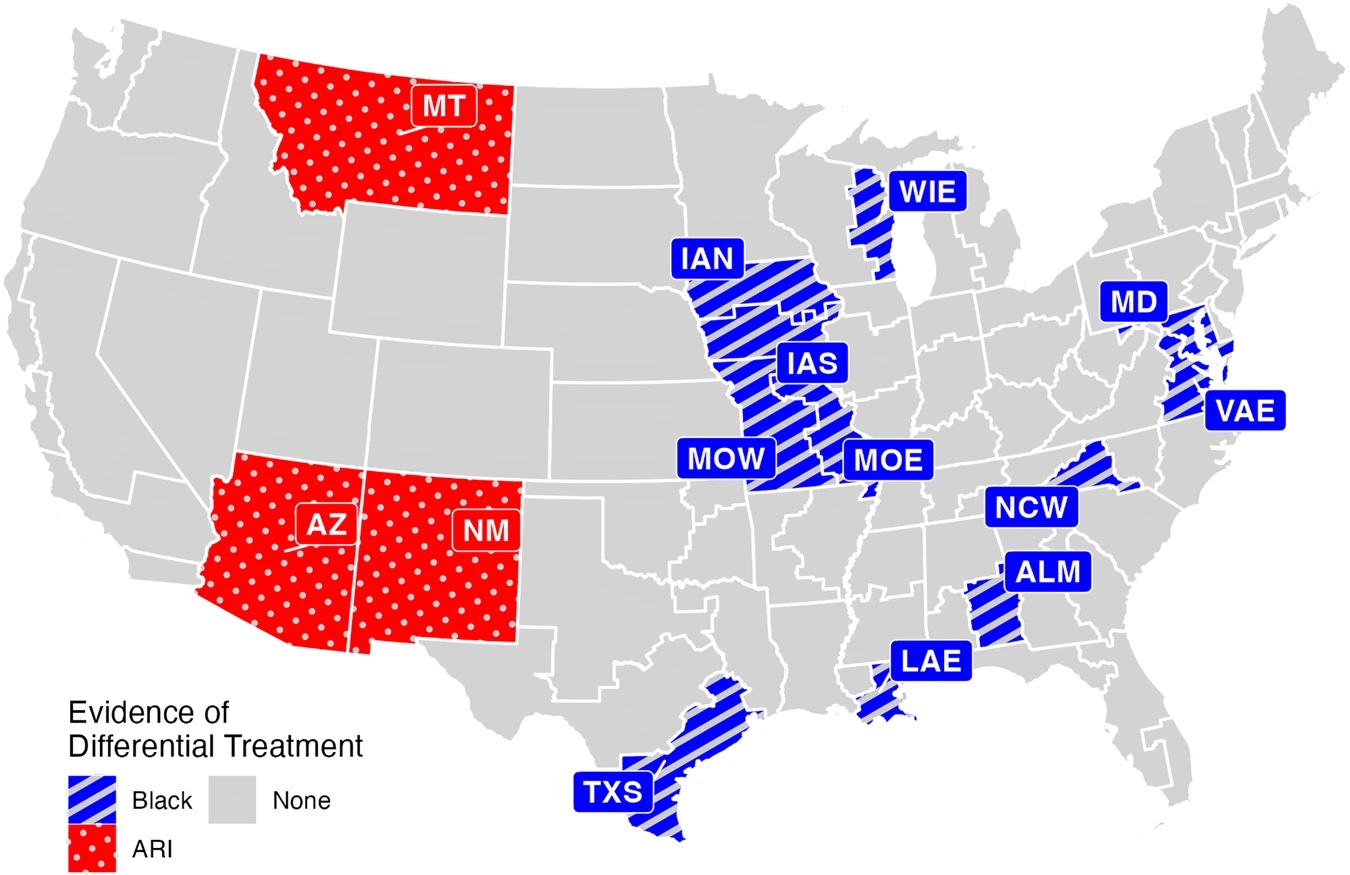 MT
WIE
IAN
MD
IAS
VAE
MOW
MOE
NCW
AZ
NM
ALM
LAE
TXS
Evidence of
Differential Treatment
Black
None
ARI